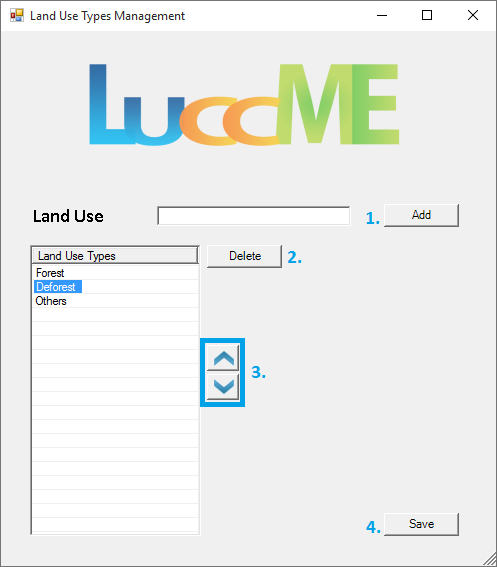 Land Use Types Management
LuccME
Land Use
1. Add
Land Use Types
Delete 2.
Forest
Deforest
Others
3.
4. Save